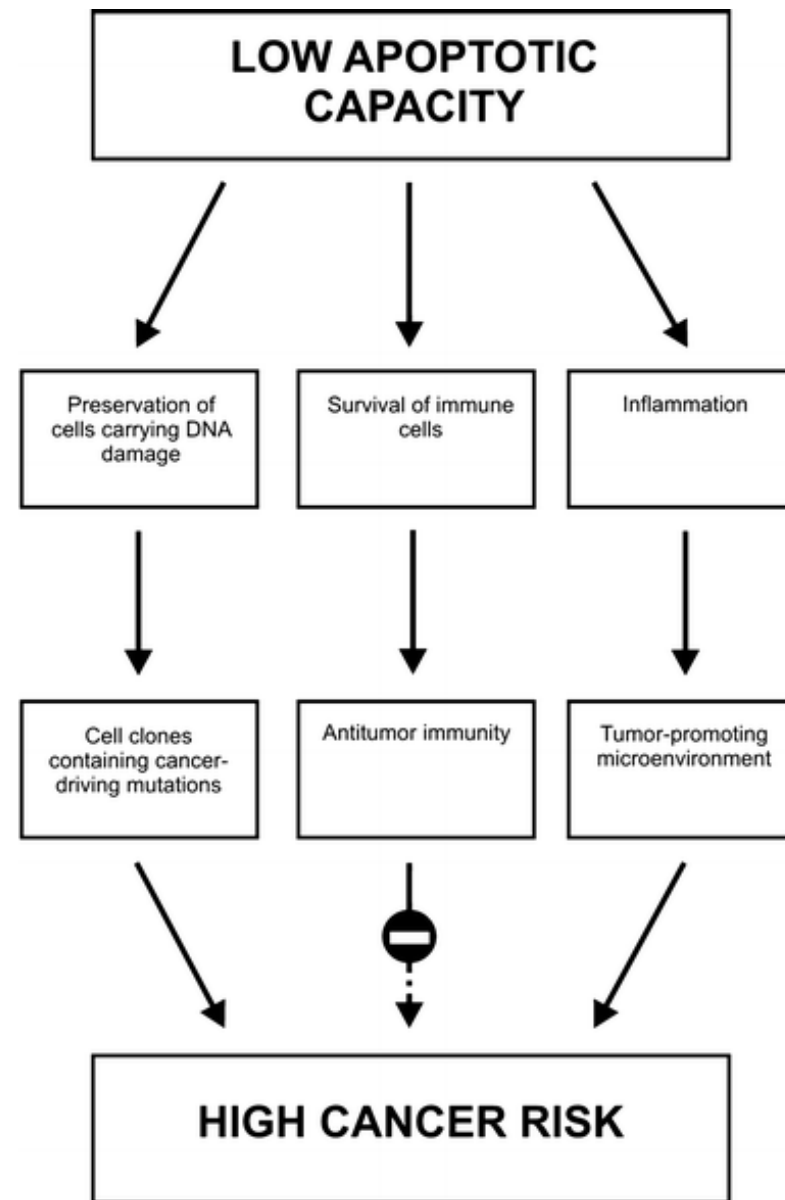 LOW APOPTOTIC
CAPACITY
Preservation of
cells carrying DNA
damage
Survival of immune
cells
Inflammation
Cell clones
containing cancer-
driving mutations
Antitumor immunity
Tumor-promoting
microenvironment
HIGH CANCER RISK